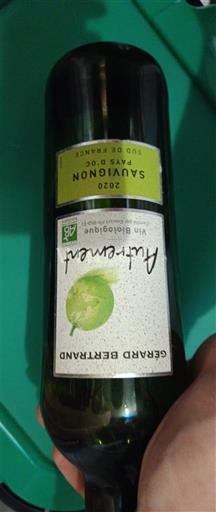 GÉRARD BERTRAND
Autrement
Vin Biologique
AB
2020
SAUVIGNON
PAYS D'OC
SUD DE FRANCE